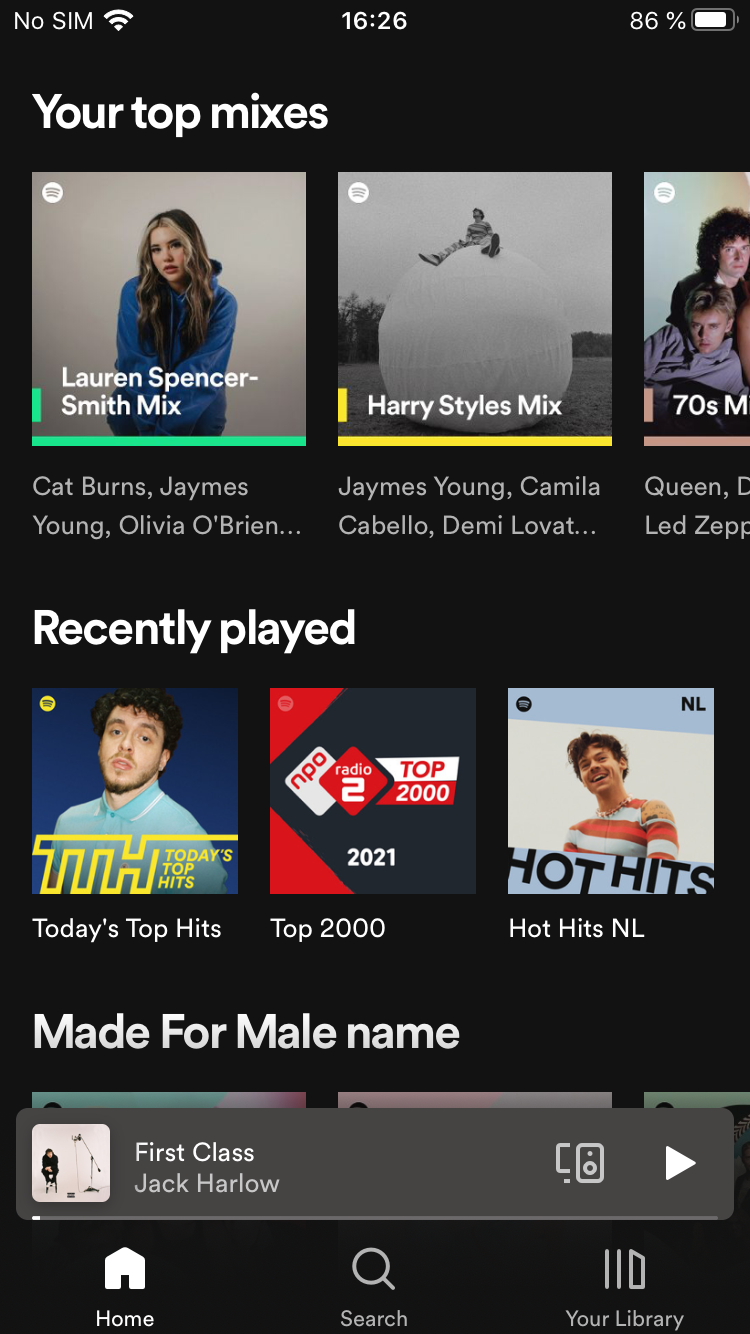 No SIM 16:26 86 %
Your top mixes
Lauren Spencer-
Smith Mix
Harry Styles Mix
70s M
Cat Burns, Jaymes
Young, Olivia O'Brien...
Jaymes Young, Camila
Cabello, Demi Lovat...
Queen, D
Led Zepp
Recently played
TTH TODAY'S
TOP
HITS
npo radio 2 TOP
2000
2021
NL
HOT HITS
Today's Top Hits
Top 2000
Hot Hits NL
Made For Male name
First Class
Jack Harlow
Home
Search
Your Library